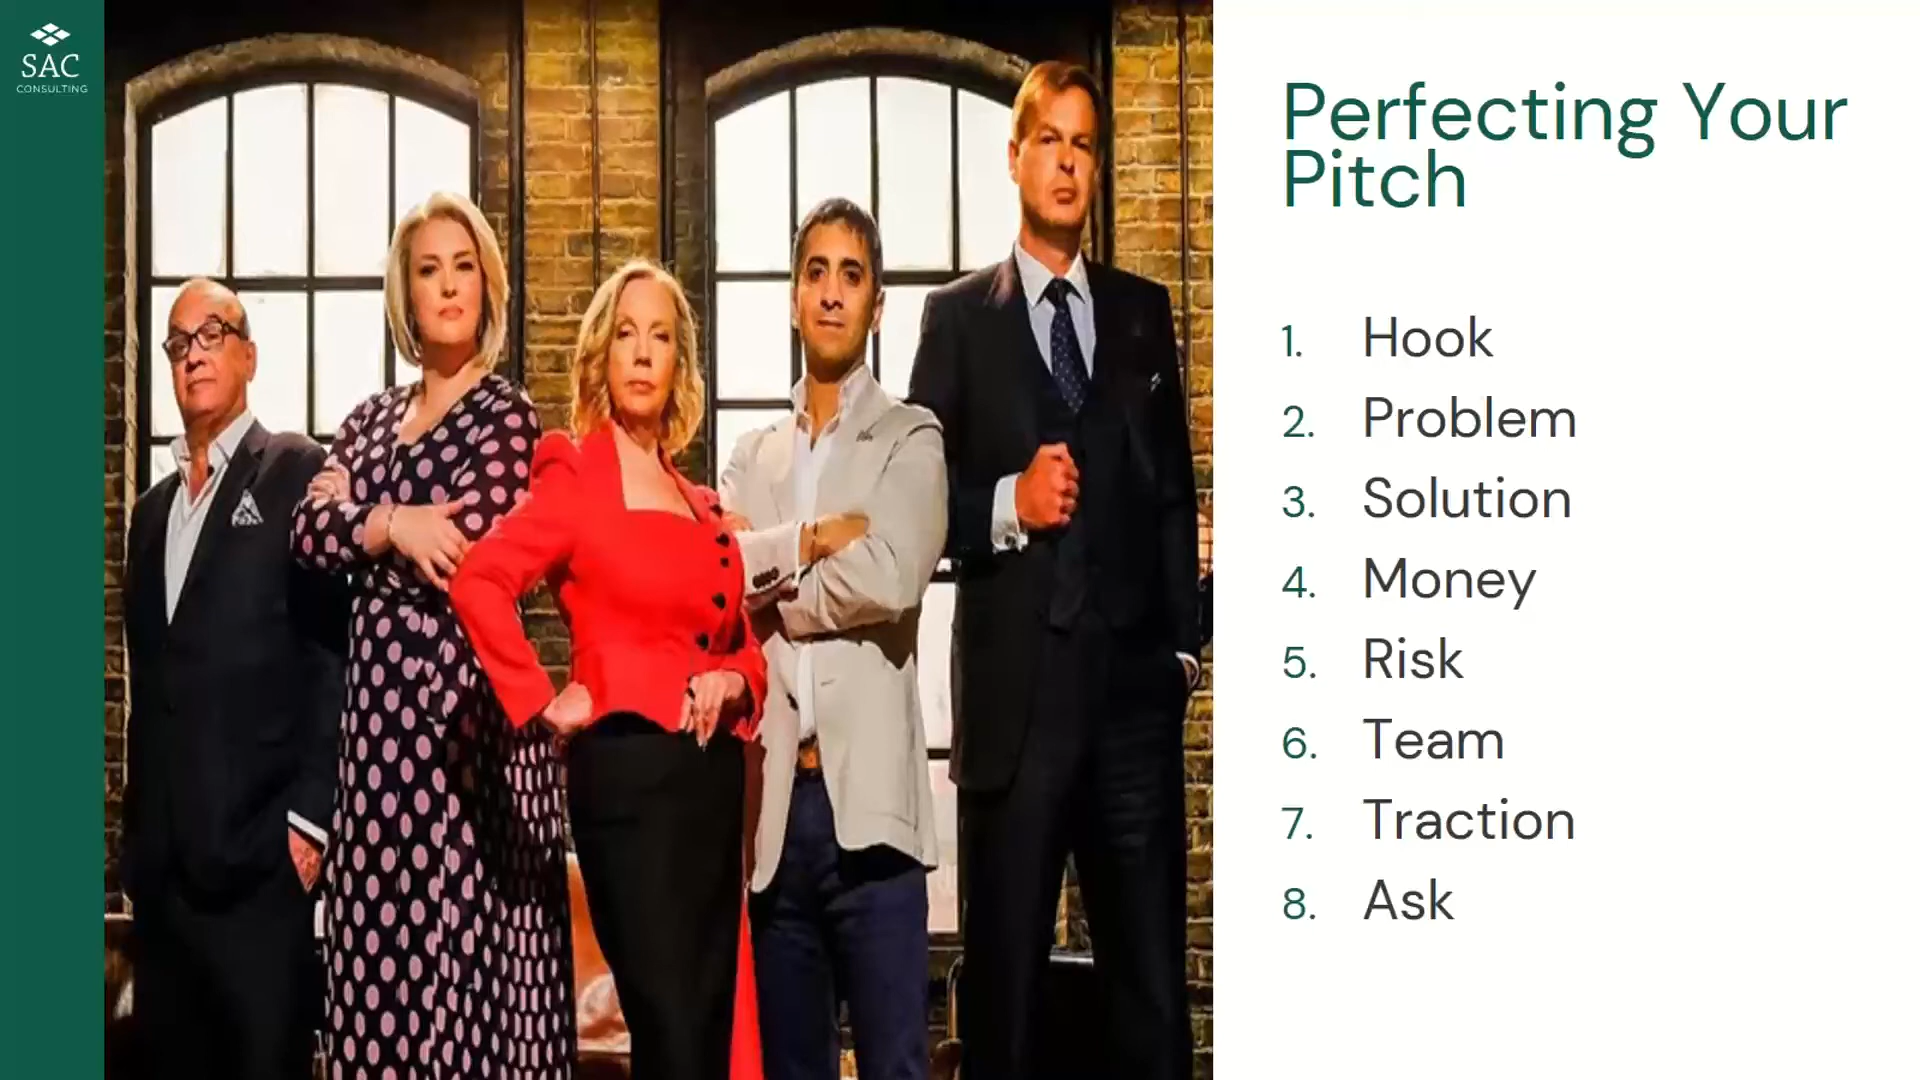 SAC
CONSULTING
Perfecting Your
Pitch
1. Hook
2. Problem
3. Solution
4. Money
5. Risk
6. Team
7. Traction
8. Ask